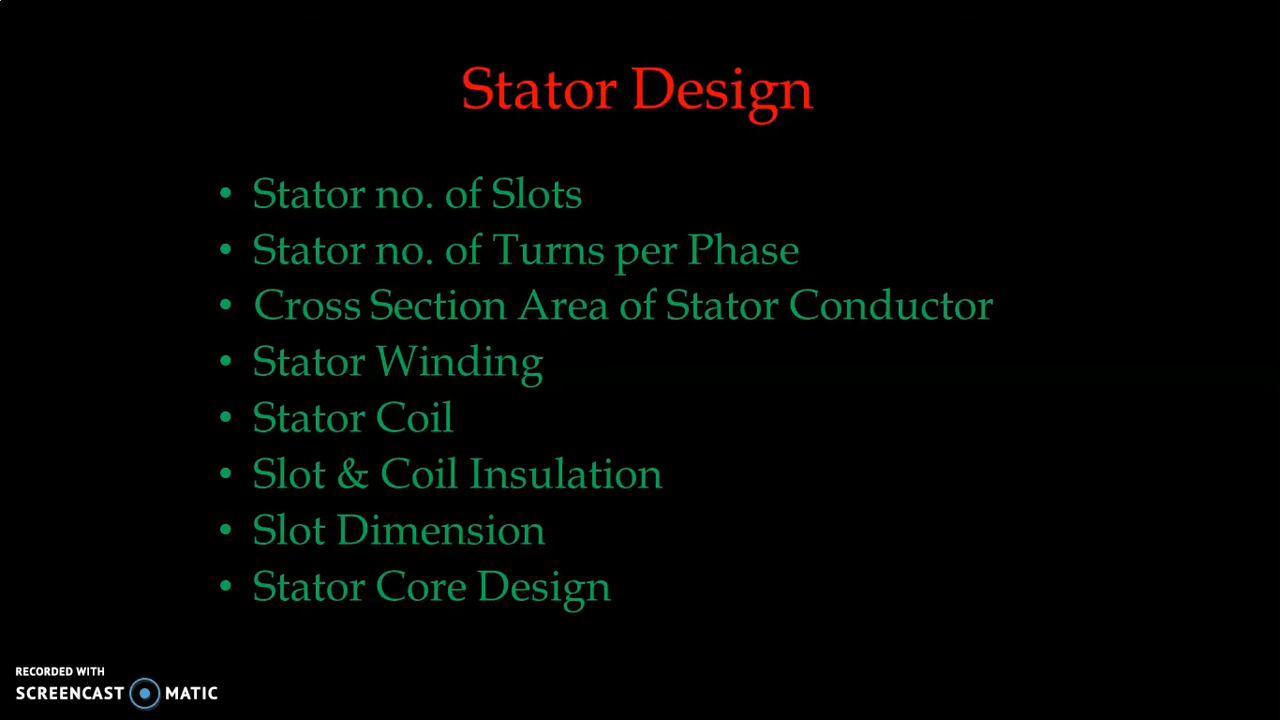 Stator Design
• Stator no. of Slots
• Stator no. of Turns per Phase
• Cross Section Area of Stator Conductor
• Stator Winding
• Stator Coil
• Slot & Coil Insulation
• Slot Dimension
• Stator Core Design
RECORDED WITH
SCREENCAST MATIC